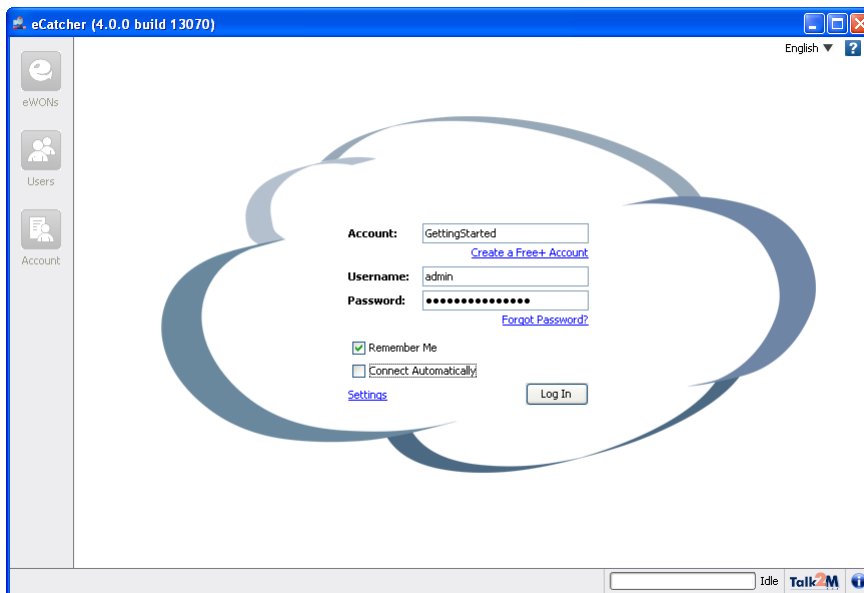 eCatcher (4.0.0 build 13070)
English
?
eWONs
Users
Account
Account: GettingStarted
Create a Free+ Account
Username: admin
Password: ●●●●●●●●●●●●●●●
Forgot Password?
Remember Me
Connect Automatically
Settings
Log In
Idle
Talk2M